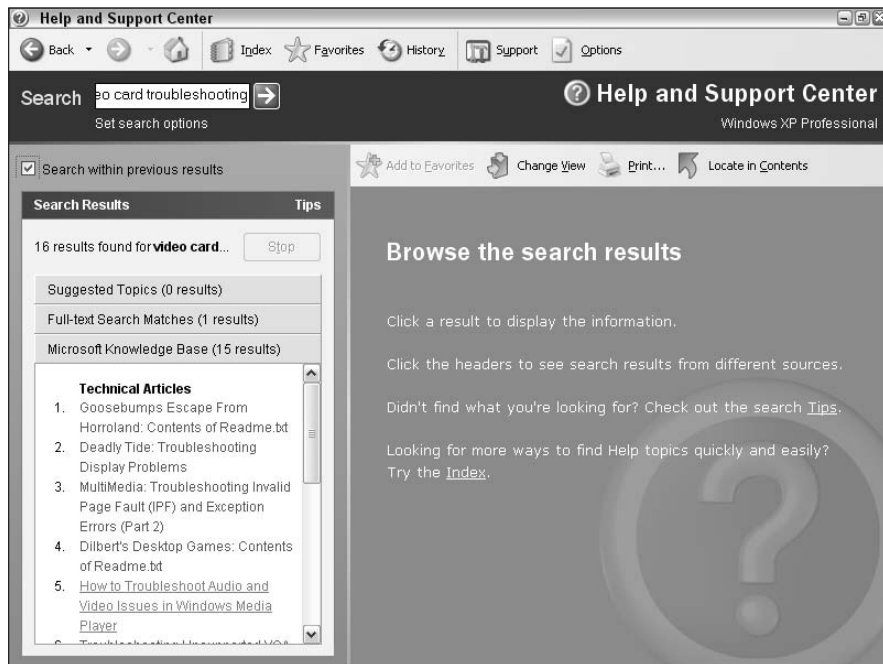 Help and Support Center
Back
Index
Favorites
History
Support
Options
Search
eo card troubleshooting
Set search options
Help and Support Center
Windows XP Professional
Search within previous results
Add to Favorites
Change View
Print...
Locate in Contents
Search Results
Tips
16 results found for video card...
Stop
Suggested Topics (0 results)
Full-text Search Matches (1 results)
Microsoft Knowledge Base (15 results)
Technical Articles
1. Goosebumps Escape From
Horroland: Contents of Readme.txt
2. Deadly Tide: Troubleshooting
Display Problems
3. MultiMedia: Troubleshooting Invalid
Page Fault (IPF) and Exception
Errors (Part 2)
4. Dilbert's Desktop Games: Contents
of Readme.txt
5. How to Troubleshoot Audio and
Video Issues in Windows Media
Player
Browse the search results
Click a result to display the information.
Click the headers to see search results from different sources.
Didn't find what you're looking for? Check out the search Tips.
Looking for more ways to find Help topics quickly and easily?
Try the Index.